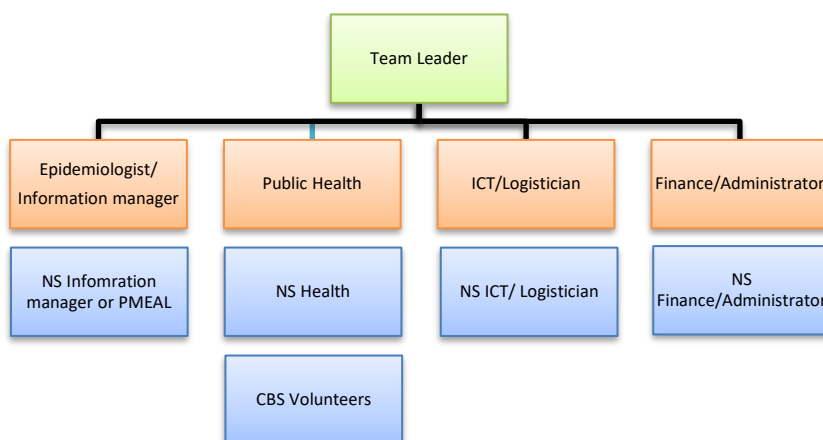 Team Leader
Epidemiologist/
Information manager
Public Health
ICT/Logistician
Finance/Administrator
NS Infomration
manager or PMEAL
NS Health
NS ICT/ Logistician
NS
Finance/Administrator
CBS Volunteers